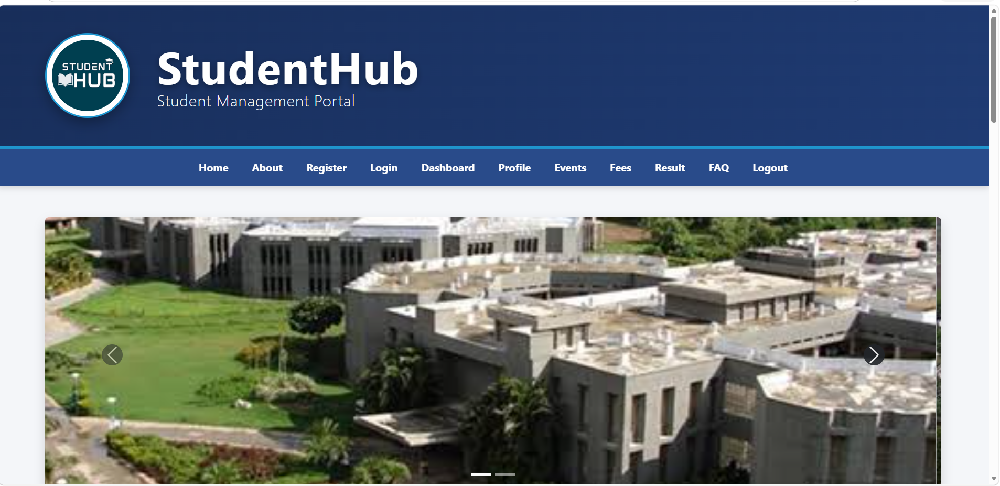 STUDENT
HUB
StudentHub
Student Management Portal
Home About Register Login Dashboard Profile Events Fees Result FAQ Logout